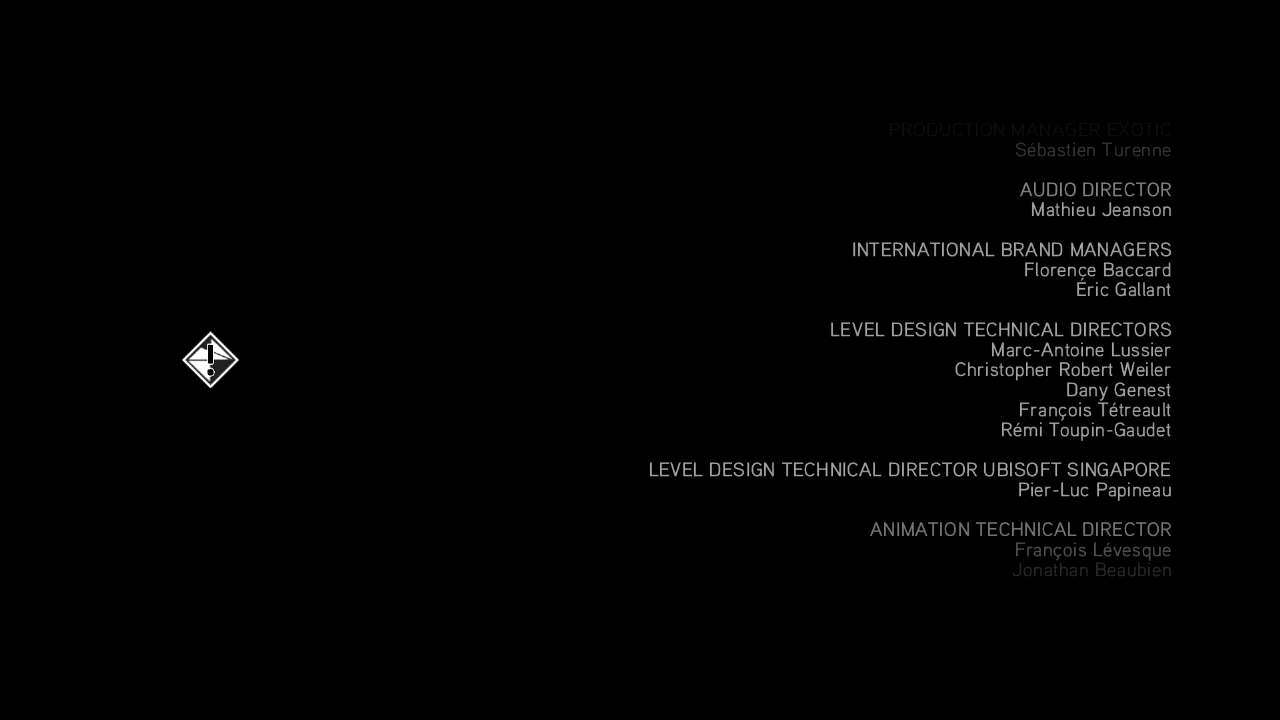 PRODUCTION MANAGER EXOTIC
Sébastien Turenne
AUDIO DIRECTOR
Mathieu Jeanson
INTERNATIONAL BRAND MANAGERS
Florence Baccard
Éric Gallant
LEVEL DESIGN TECHNICAL DIRECTORS
Marc-Antoine Lussier
Christopher Robert Weiler
Dany Genest
François Tétreault
Rémi Toupin-Gaudet
LEVEL DESIGN TECHNICAL DIRECTOR UBISOFT SINGAPORE
Pier-Luc Papineau
ANIMATION TECHNICAL DIRECTOR
François Lévesque
Jonathan Beaubien